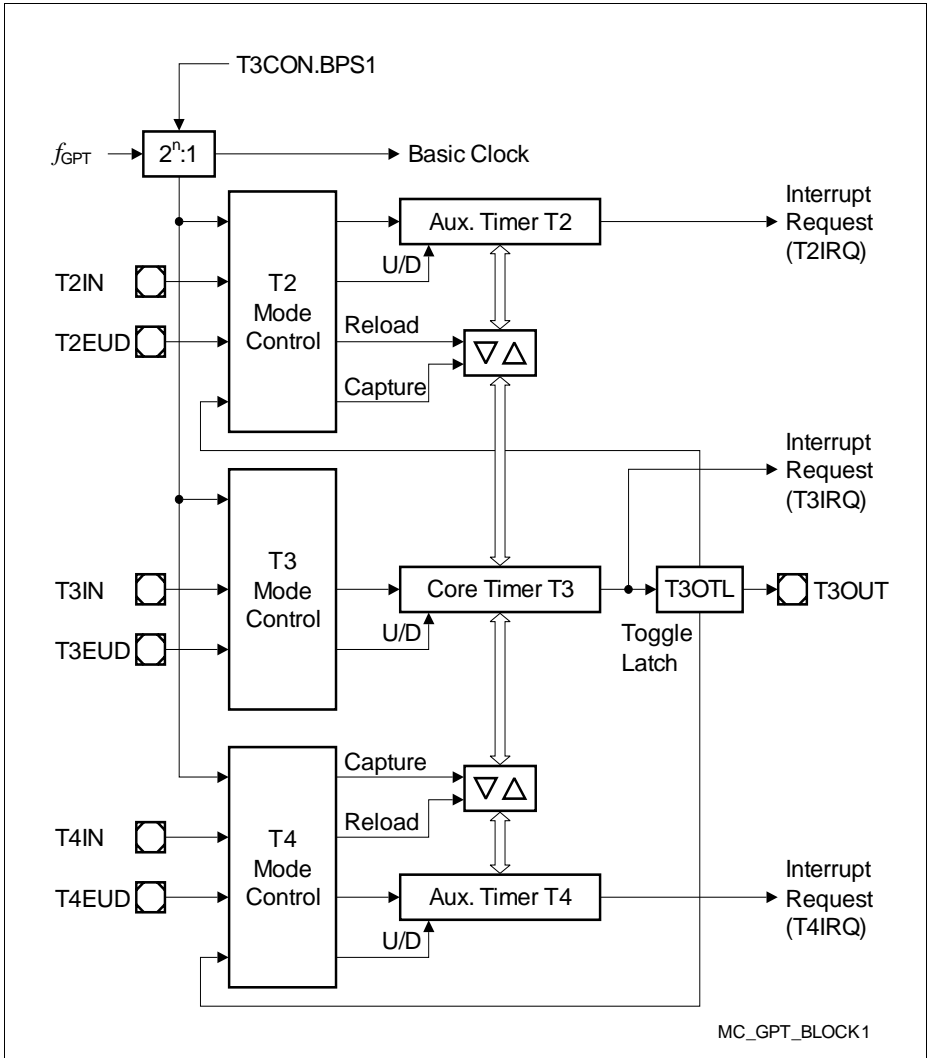 T3CON.BPS1
fGPT
2n:1
Basic Clock
Interrupt
Request
(T2IRQ)
Aux. Timer T2
U/D
T2IN
T2
Mode
Control
T2EUD
Reload
Capture
Interrupt
Request
(T3IRQ)
T3
Mode
Control
T3IN
Core Timer T3
T3OTL
T3OUT
U/D
T3EUD
Toggle
Latch
Capture
Reload
T4IN
T4
Mode
Control
T4EUD
Aux. Timer T4
U/D
Interrupt
Request
(T4IRQ)
MC_GPT_BLOCK1